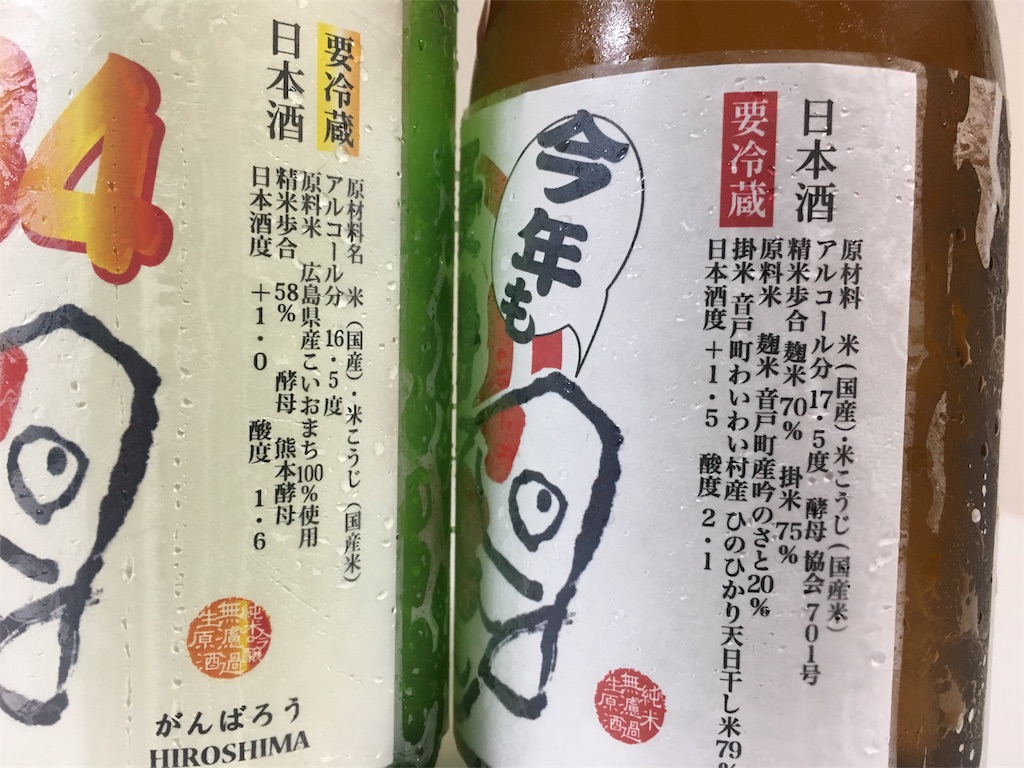 4
要冷蔵
日本酒
原材料名 米（国産）・米こうじ（国産米）
アルコール分 16・5度
原料米 広島県産こいおまち100%使用
精米歩合 58% 酵母 熊本酵母
日本酒度 +1・0 酸度 1・6
純米吟醸
無濾過
生原酒
がんばろう
HIROSHIMA
今年も
日本酒
要冷蔵
原材料 米（国産）・米こうじ（国産米）
アルコール分 17・5度 酵母 協会701号
精米歩合 麹米 70% 掛米 75%
原料米 麹米 音戸町産吟のさと20%
掛米 音戸町わいわい村産 ひのひかり天日干し米79%
日本酒度 +1・5 酸度 2・1
純米
無濾過
生原酒